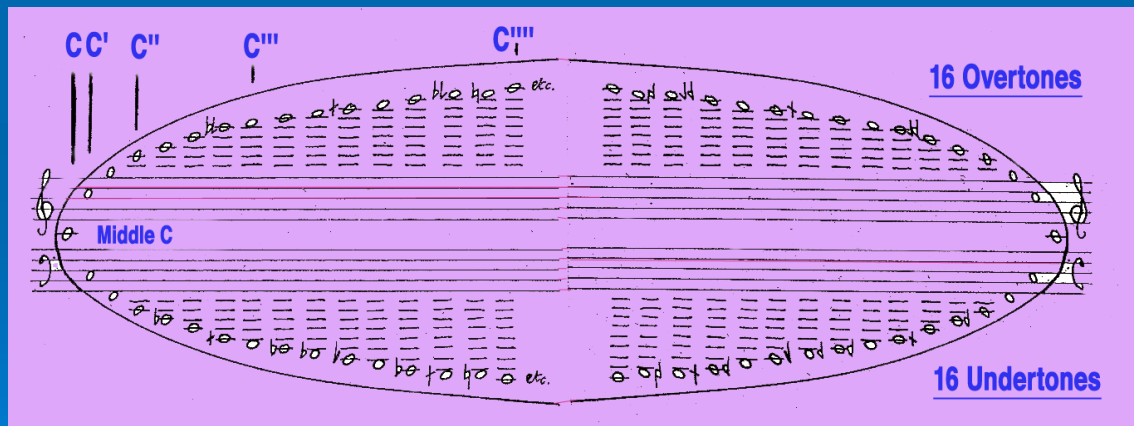 C C' C'' C''' C''''
16 Overtones
etc.
Middle C
etc.
16 Undertones